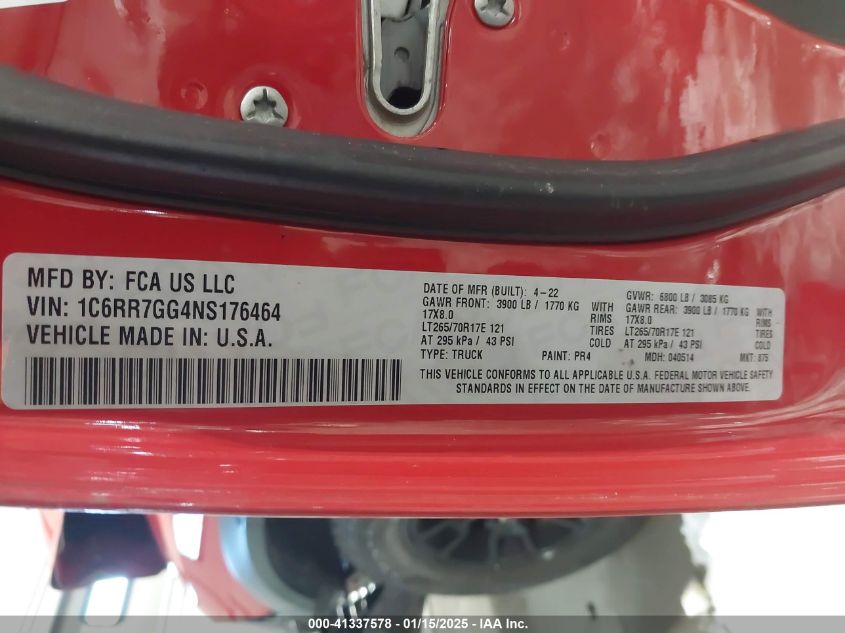 MFD BY: FCA US LLC
VIN: 1C6RR7GG4NS176464
VEHICLE MADE IN: U.S.A.
DATE OF MFR (BUILT): 4-22
GAWR FRONT: 3900 LB / 1770 KG WITH
17X8.0 RIMS
LT265/70R17E 121 TIRES
AT 295 kPa / 43 PSI COLD
TYPE: TRUCK PAINT: PR4
GVWR: 6800 LB / 3085 KG
GAWR REAR: 3900 LB / 1770 KG WITH
17X8.0 RIMS
LT265/70R17E 121 TIRES
AT 295 kPa / 43 PSI COLD
MDH: 040514 MKT: 875
THIS VEHICLE CONFORMS TO ALL APPLICABLE U.S.A. FEDERAL MOTOR VEHICLE SAFETY
STANDARDS IN EFFECT ON THE DATE OF MANUFACTURE SHOWN ABOVE.
000-41337578 - 01/15/2025 - IAA Inc.